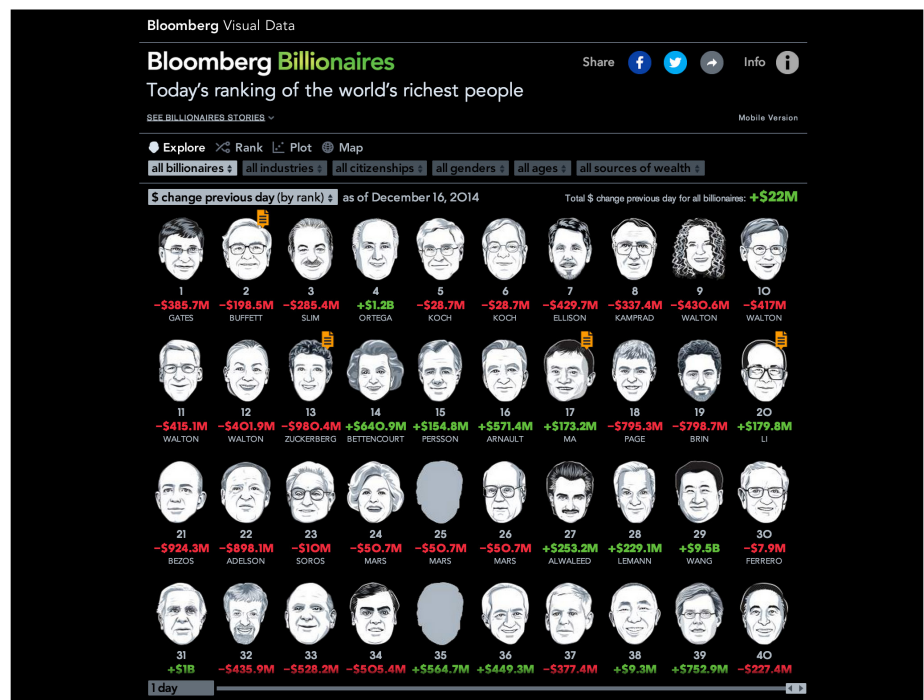 Bloomberg Visual Data
Bloomberg Billionaires
Share Info i
Today's ranking of the world's richest people
SEE BILLIONAIRES STORIES
Mobile Version
Explore Rank Plot Map
all billionaires all industries all citizenships all genders all ages all sources of wealth
$ change previous day (by rank) as of December 16, 2014 Total $ change previous day for all billionaires: +$22M
1 2 3 4 5 6 7 8 9 10
−$385.7M −$198.5M −$285.4M +$1.2B −$28.7M −$28.7M −$429.7M −$337.4M −$430.6M −$417M
GATES BUFFETT SLIM ORTEGA KOCH KOCH ELLISON KAMPRAD WALTON WALTON
11 12 13 14 15 16 17 18 19 20
−$415.1M −$401.9M −$980.4M +$640.9M +$154.8M +$571.4M +$173.2M −$795.3M −$798.7M +$179.8M
WALTON WALTON ZUCKERBERG BETTENCOURT PERSSON ARNAULT MA PAGE BRIN LI
21 22 23 24 25 26 27 28 29 30
−$924.3M −$898.1M −$10M −$50.7M −$50.7M −$50.7M +$253.2M +$229.1M +$9.5B −$7.9M
BEZOS ADELSON SOROS MARS MARS MARS ALWALEED LEMANN WANG FERRERO
31 32 33 34 35 36 37 38 39 40
+$1B −$435.9M −$528.2M −$505.4M +$564.7M +$449.3M −$377.4M +$9.3M +$752.9M −$227.4M
1 day